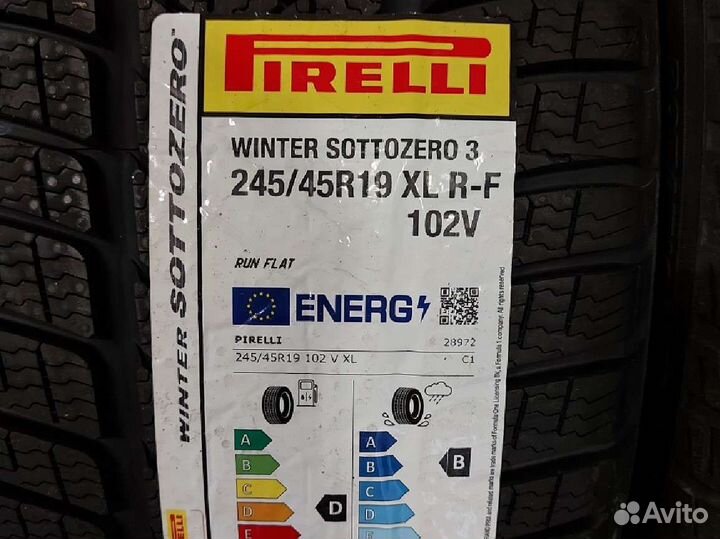 PIRELLI
WINTER SOTTOZERO 3
245/45R19 XL R-F
102V
RUN FLAT
ENERG
PIRELLI 28972
245/45R19 102 V XL C1
A
B
C
D
E
D
A
B
C
D
E
B
WINTER SOTTOZERO
PIRELLI
Avito